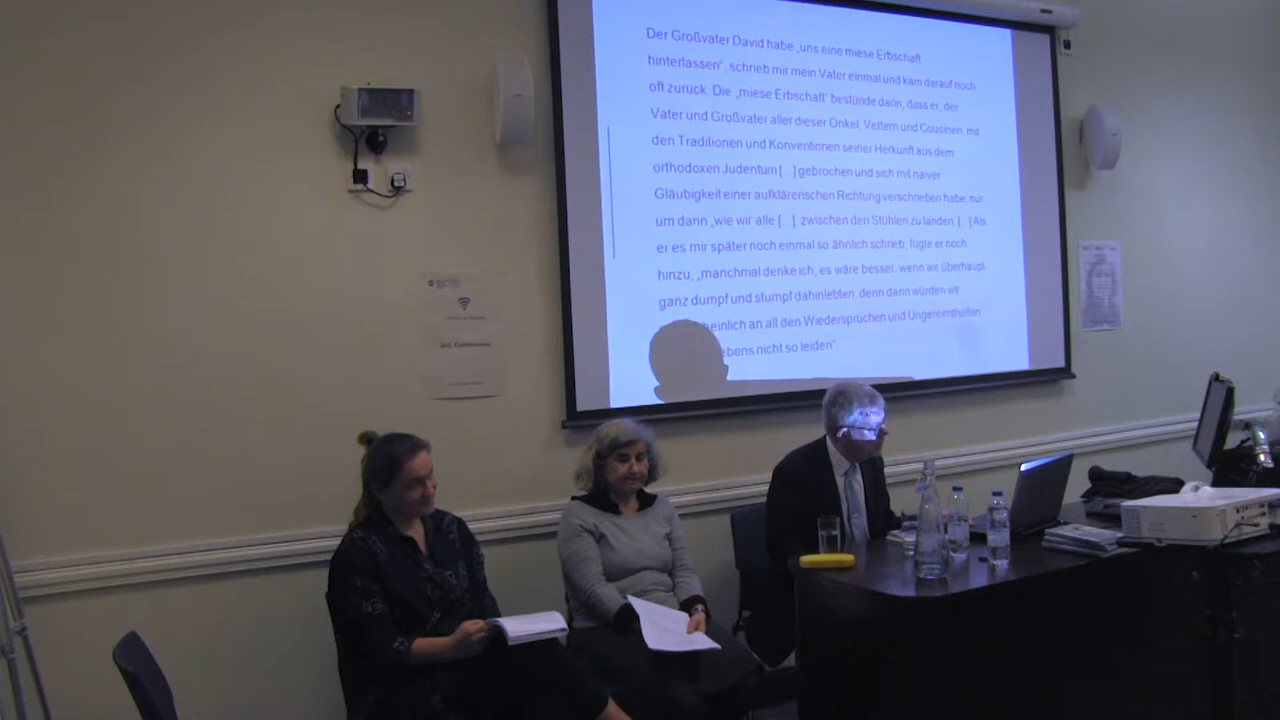 Der Großvater David habe „uns eine miese Erbschaft
hinterlassen“, schrieb mir mein Vater einmal und kam darauf noch
oft zurück. Die „miese Erbschaft“ bestünde darin, dass er, der
Vater und Großvater aller dieser Onkel, Vettern und Cousinen, mit
den Traditionen und Konventionen seiner Herkunft aus dem
orthodoxen Judentum [...] gebrochen und sich mit naiver
Gläubigkeit einer aufklärerischen Richtung verschrieben habe, nur
um dann „wie wir alle [...], zwischen den Stühlen zu landen. [...] Als
er es mir später noch einmal so ähnlich schrieb, fügte er noch
hinzu, „manchmal denke ich, es wäre besser, wenn wir überhaupt
ganz dumpf und stumpf dahinlebten, denn dann würden wir
heinlich an all den Wiedersprüchen und Ungereimtheiten
ebens nicht so leiden“.